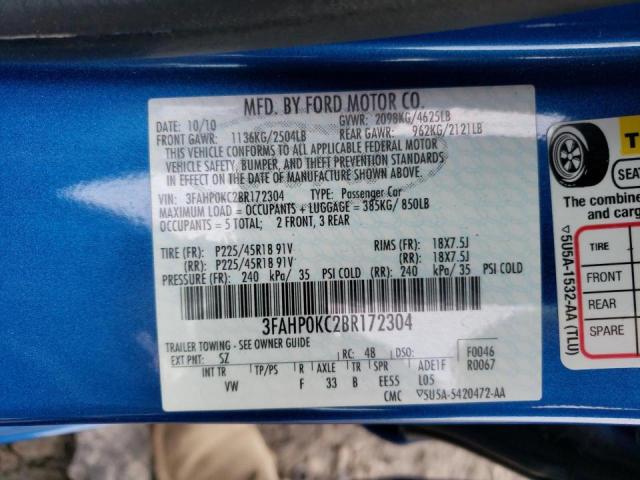 MFD. BY FORD MOTOR CO.
DATE: 10/10 GVWR: 2098KG/4625LB
FRONT GAWR: 1136KG/2504LB REAR GAWR: 962KG/2121LB
THIS VEHICLE CONFORMS TO ALL APPLICABLE FEDERAL MOTOR
VEHICLE SAFETY, BUMPER, AND THEFT PREVENTION STANDARDS
IN EFFECT ON THE DATE OF MANUFACTURE SHOWN ABOVE.
VIN: 3FAHP0KC2BR172304 TYPE: Passenger Car
MAXIMUM LOAD = OCCUPANTS + LUGGAGE = 385KG/850LB
OCCUPANTS = 5 TOTAL; 2 FRONT, 3 REAR
TIRE (FR): P225/45R18 91V RIMS (FR): 18X7.5J
(RR): P225/45R18 91V (RR): 18X7.5J
PRESSURE (FR): 240 kPa/ 35 PSI COLD (RR): 240 kPa/ 35 PSI COLD
3FAHP0KC2BR172304
TRAILER TOWING - SEE OWNER GUIDE
EXT PNT: SZ RC: 48 DSO: F0046
INT TR TP/PS R AXLE TR SPR ADE1F R0067
VW F 33 B EE55 L05
CMC ▽5U5A-5420472-AA
T
SEAT
The combine
and carg
TIRE
FRONT
REAR
SPARE
▽5U5A-1532-AA (TLU)